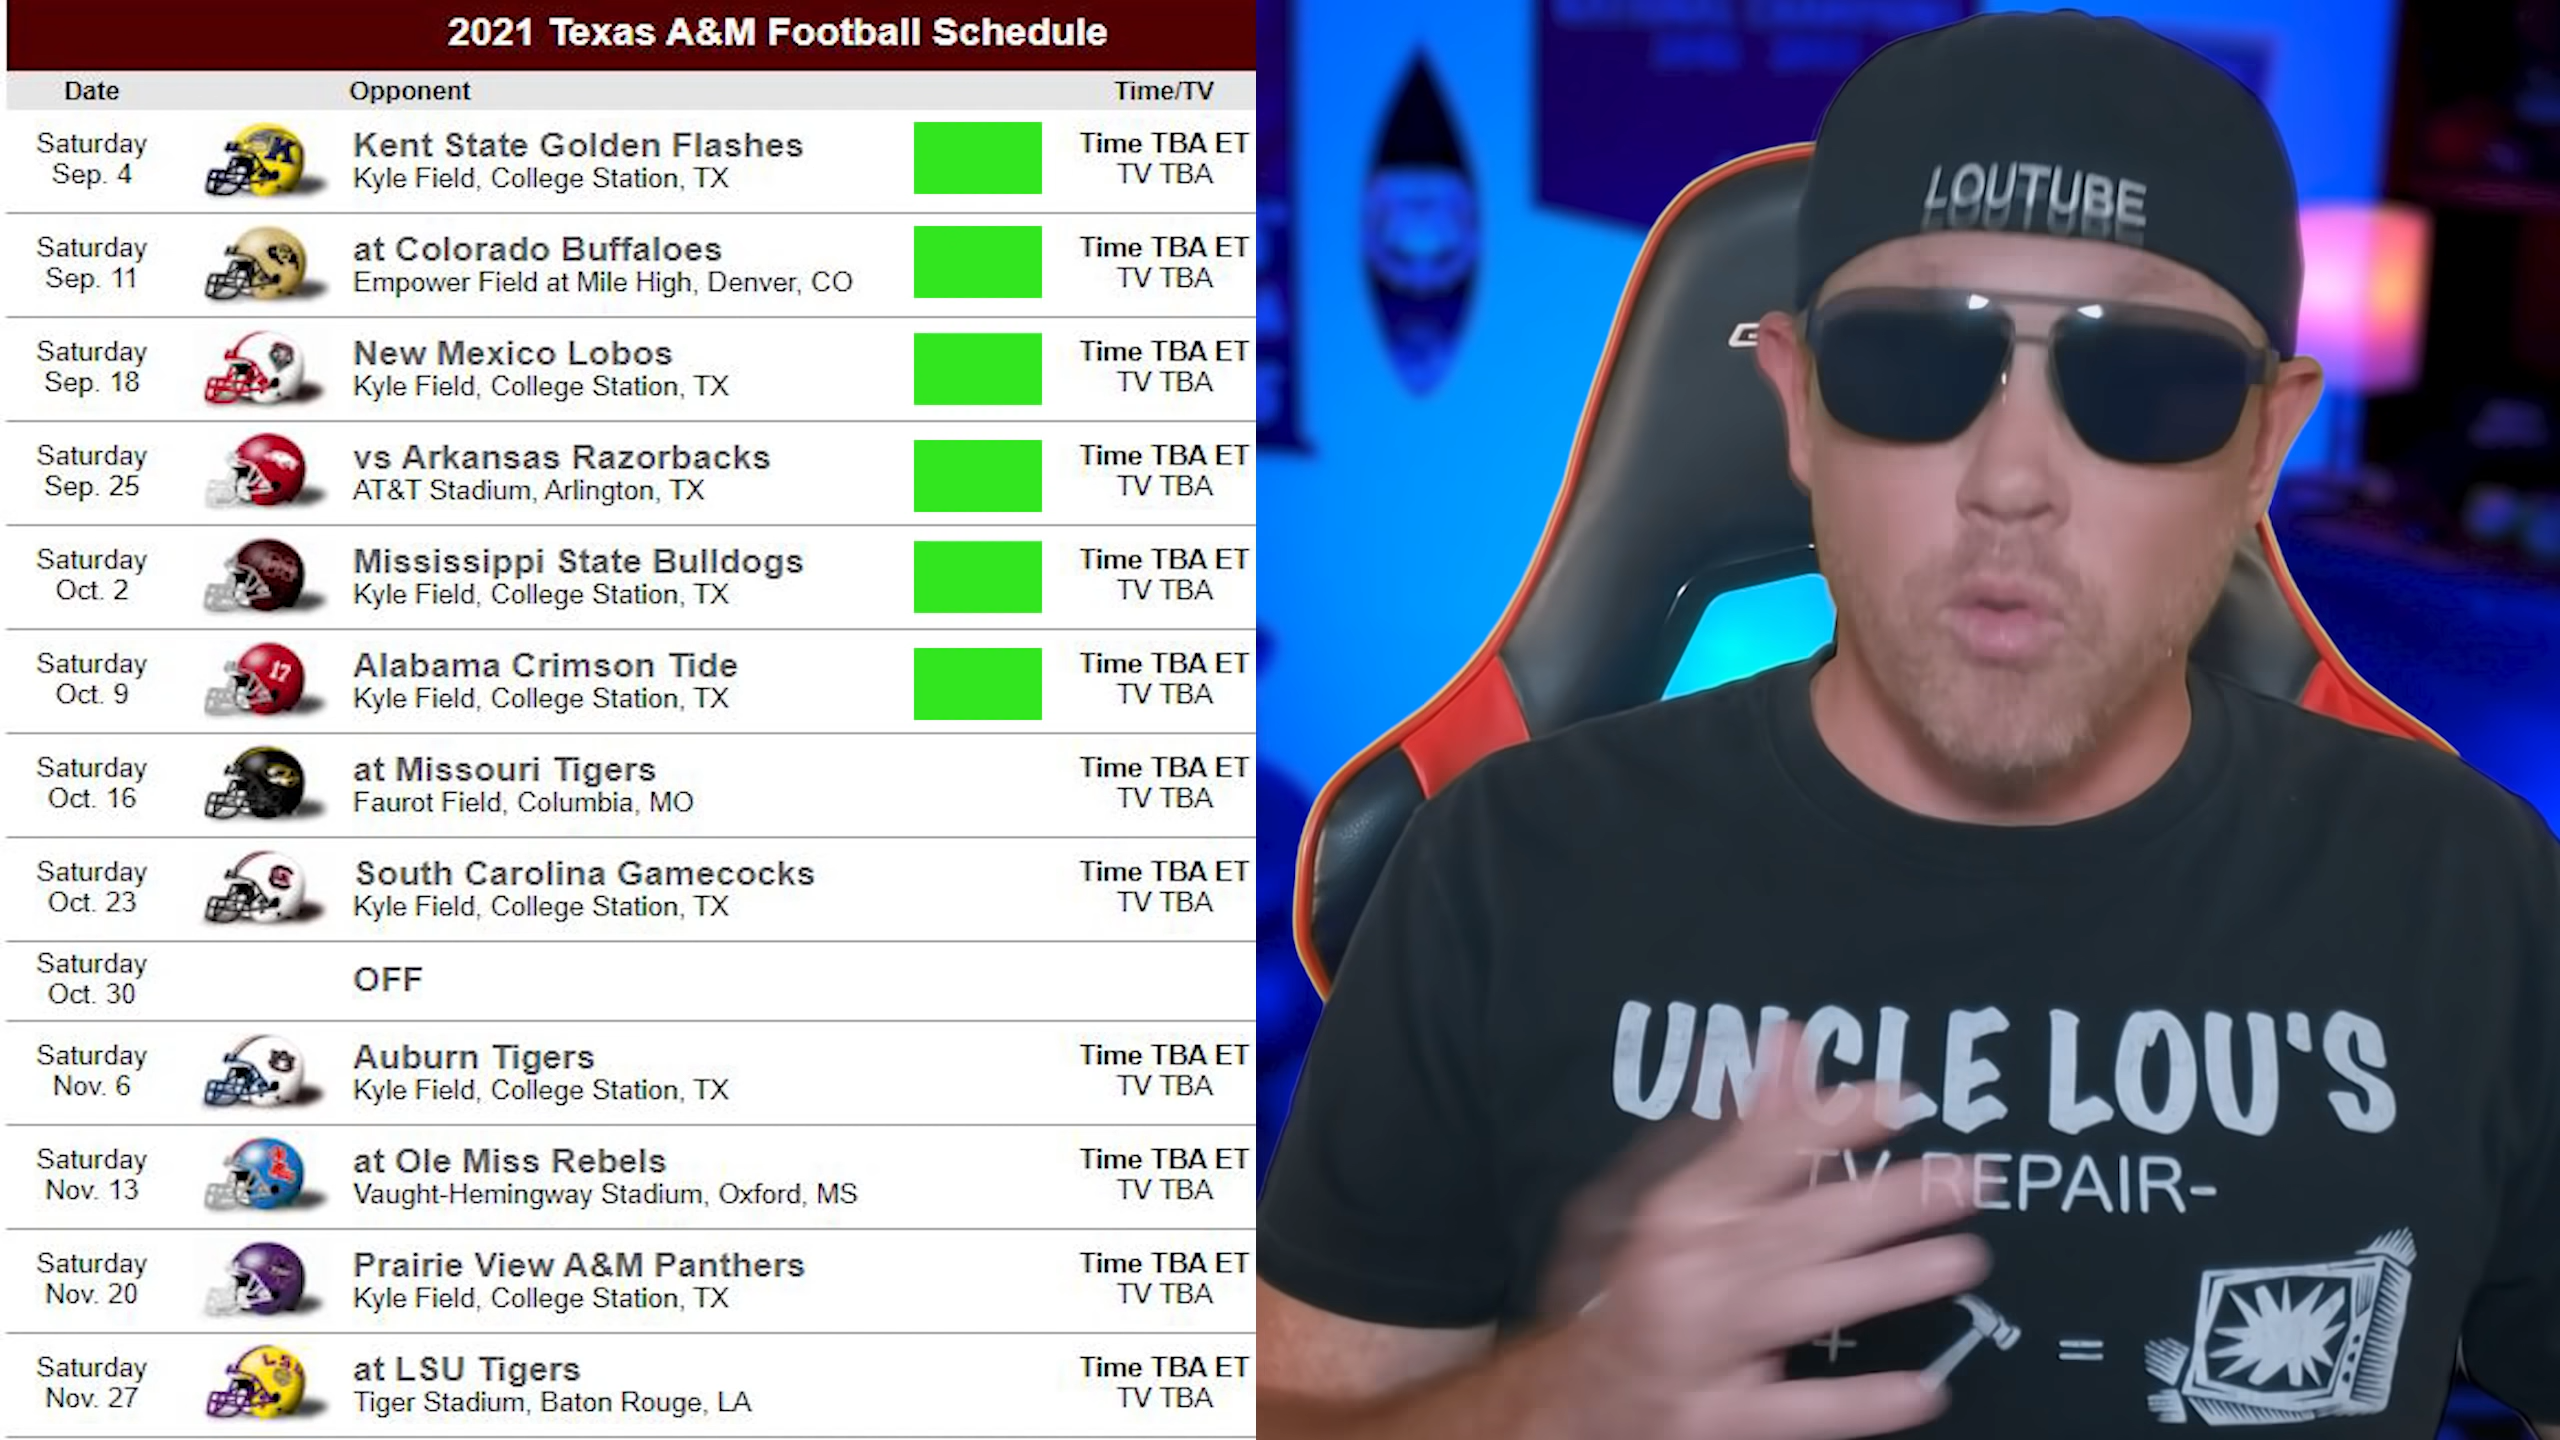 2021 Texas A&M Football Schedule
Date Opponent Time/TV
Saturday Kent State Golden Flashes Time TBA ET
Sep. 4 Kyle Field, College Station, TX TV TBA
Saturday at Colorado Buffaloes Time TBA ET
Sep. 11 Empower Field at Mile High, Denver, CO TV TBA
Saturday New Mexico Lobos Time TBA ET
Sep. 18 Kyle Field, College Station, TX TV TBA
Saturday vs Arkansas Razorbacks Time TBA ET
Sep. 25 AT&T Stadium, Arlington, TX TV TBA
Saturday Mississippi State Bulldogs Time TBA ET
Oct. 2 Kyle Field, College Station, TX TV TBA
Saturday Alabama Crimson Tide Time TBA ET
Oct. 9 Kyle Field, College Station, TX TV TBA
17
Saturday at Missouri Tigers Time TBA ET
Oct. 16 Faurot Field, Columbia, MO TV TBA
Saturday South Carolina Gamecocks Time TBA ET
Oct. 23 Kyle Field, College Station, TX TV TBA
Saturday OFF
Oct. 30
Saturday Auburn Tigers Time TBA ET
Nov. 6 Kyle Field, College Station, TX TV TBA
Saturday at Ole Miss Rebels Time TBA ET
Nov. 13 Vaught-Hemingway Stadium, Oxford, MS TV TBA
Saturday Prairie View A&M Panthers Time TBA ET
Nov. 20 Kyle Field, College Station, TX TV TBA
Saturday at LSU Tigers Time TBA ET
Nov. 27 Tiger Stadium, Baton Rouge, LA TV TBA
LOUTUBE
UNCLE LOU'S
TV REPAIR-
+ =